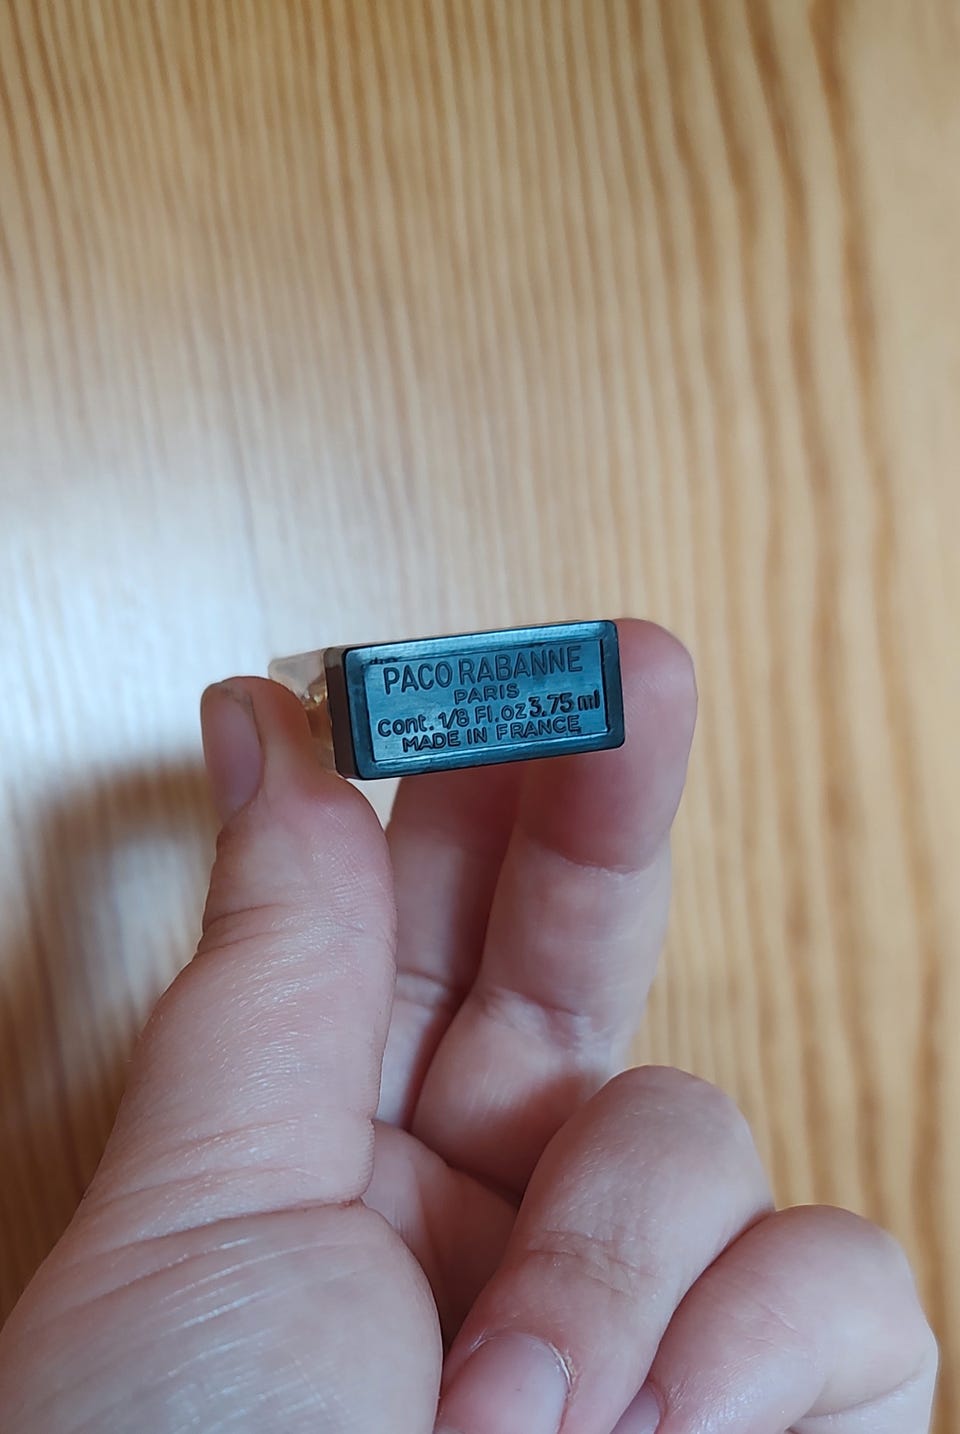 PACO RABANNE
PARIS
Cont. 1/8 Fl. oz 3,75 ml
MADE IN FRANCE